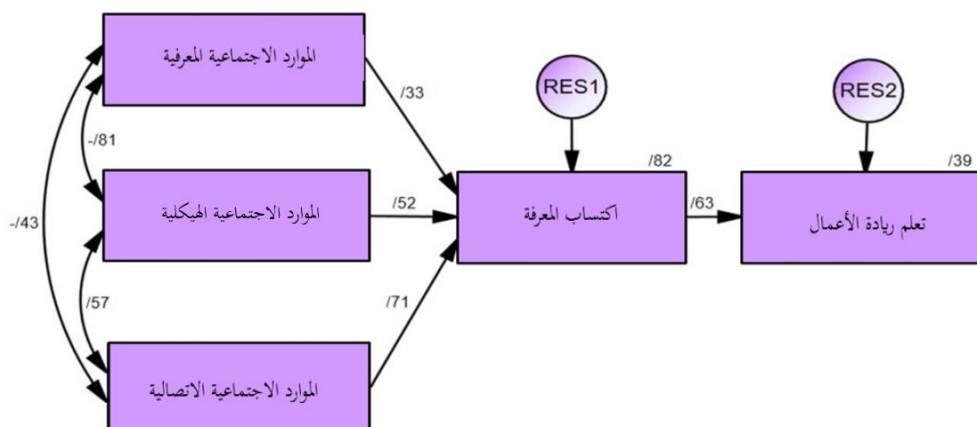 الموارد الاجتماعية المعرفية
/33
RES1
RES2
-/81
/82
/39
الموارد الاجتماعية الهيكلية
/52
اكتساب المعرفة
/63
تعلم ريادة الأعمال
-/43
/57
/71
الموارد الاجتماعية الاتصالية